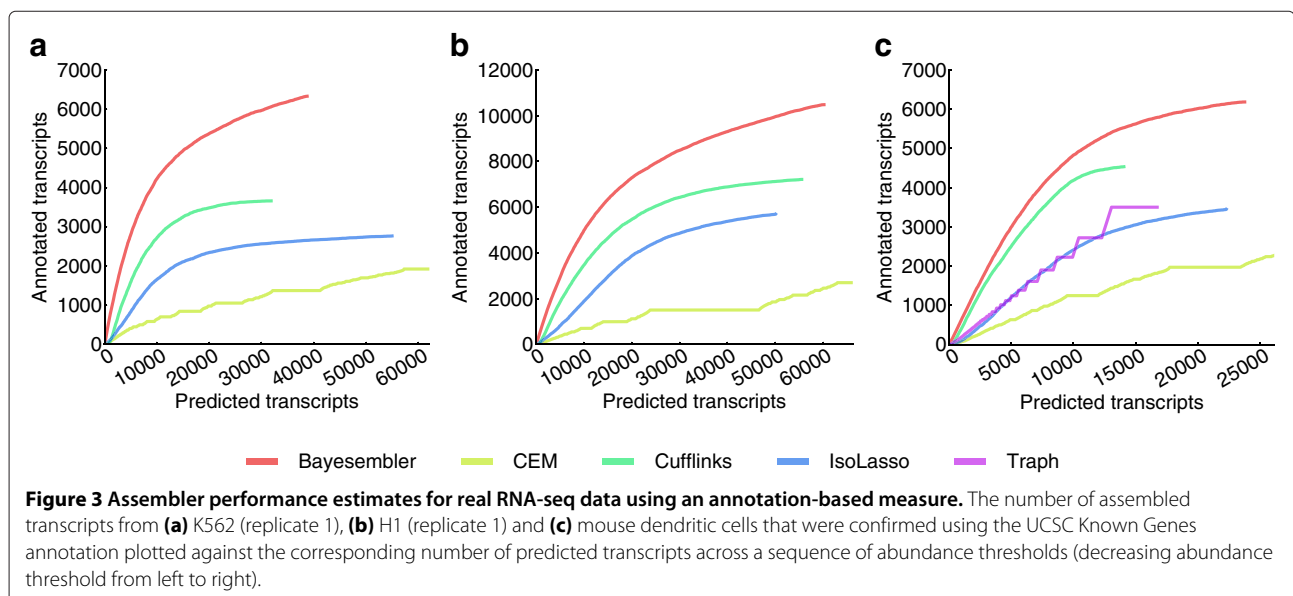 a
b
c
7000
6000
5000
4000
3000
2000
1000
0
Annotated transcripts
0
10000
20000
30000
40000
50000
60000
Predicted transcripts
12000
10000
8000
6000
4000
2000
0
Annotated transcripts
0
10000
20000
30000
40000
50000
60000
Predicted transcripts
7000
6000
5000
4000
3000
2000
1000
0
Annotated transcripts
0
5000
10000
15000
20000
25000
Predicted transcripts
Bayesembler
CEM
Cufflinks
IsoLasso
Traph
Figure 3 Assembler performance estimates for real RNA-seq data using an annotation-based measure. The number of assembled
transcripts from (a) K562 (replicate 1), (b) H1 (replicate 1) and (c) mouse dendritic cells that were confirmed using the UCSC Known Genes
annotation plotted against the corresponding number of predicted transcripts across a sequence of abundance thresholds (decreasing abundance
threshold from left to right).